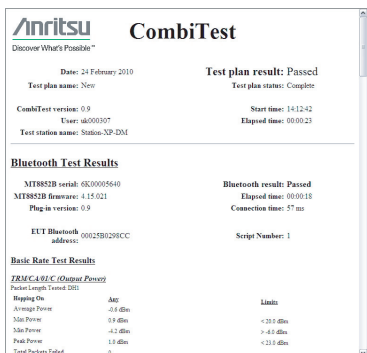 Anritsu
Discover What's Possible™
CombiTest
Date: 24 February 2010
Test plan result: Passed
Test plan name: New
Test plan status: Complete
CombiTest version: 0.9
Start time: 14:12:42
User: uk000307
Elapsed time: 00:00:23
Test station name: Station-XP-DM
Bluetooth Test Results
MT8852B serial: 6K00005640
Bluetooth result: Passed
MT8852B firmware: 4.15.021
Elapsed time: 00:00:18
Plug-in version: 0.9
Connection time: 57 ms
EUT Bluetooth address: 00025B0298CC
Script Number: 1
Basic Rate Test Results
TRM/CA/01/C (Output Power)
Packet Length Tested: DH1
Hopping On Any Limits
Average Power -0.6 dBm
Max Power 0.9 dBm < 20.0 dBm
Min Power -4.2 dBm > -6.0 dBm
Peak Power 1.0 dBm < 23.0 dBm
Total Packets Failed 0